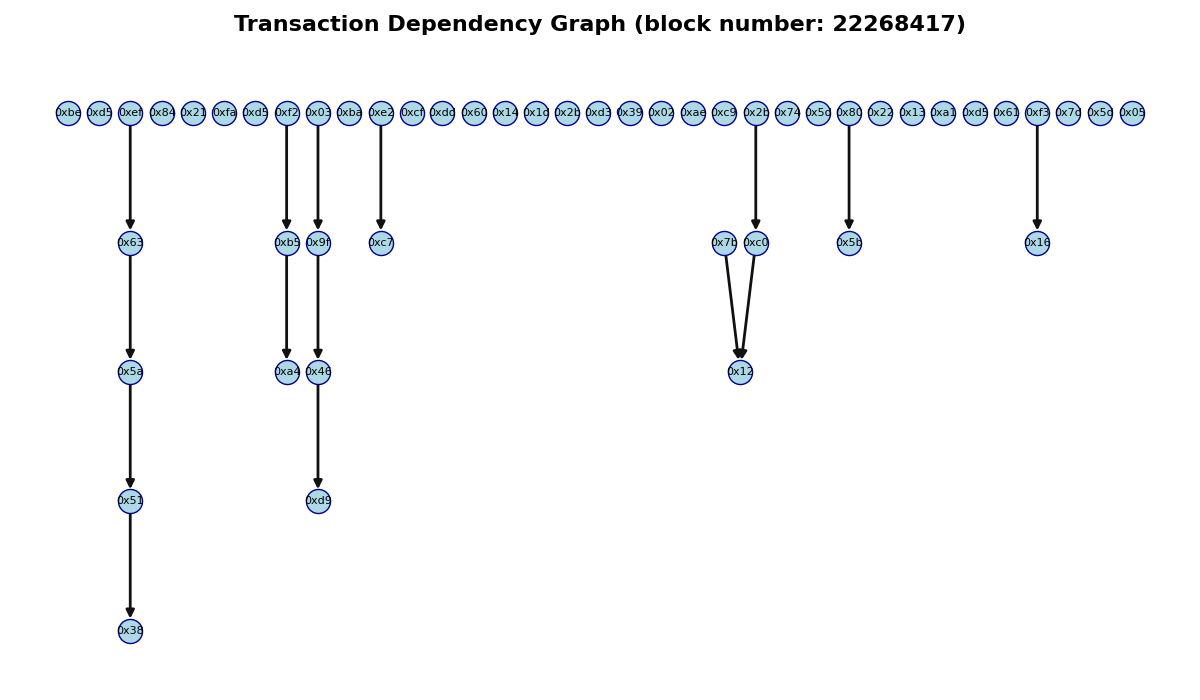 Transaction Dependency Graph (block number: 22268417)
0xbe 0xd5 0xef 0x84 0x21 0xfa 0xd5 0xf2 0x03 0xba 0xe2 0xcf 0xdd 0x60 0x14 0x1d 0x2b 0xd3 0x39 0x02 0xae 0xc9 0x2b 0x74 0x5d 0x80 0x22 0x13 0xa1 0xd5 0x61 0xf3 0x7d 0x5c 0x05
0x63 0xb5 0x9f 0xc7 0x7b 0xc0 0x5b 0x16
0x5a 0xa4 0x46 0x12
0x51 0xd9
0x38